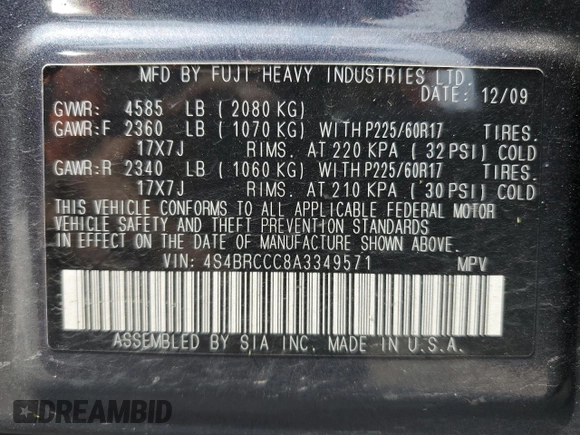 MFD BY FUJI HEAVY INDUSTRIES LTD.
DATE: 12/09
GVWR: 4585 LB (2080 KG)
GAWR:F 2360 LB (1070 KG) WITH P225/60R17 TIRES.
17X7J RIMS. AT 220 KPA (32 PSI) COLD
GAWR:R 2340 LB (1060 KG) WITH P225/60R17 TIRES.
17X7J RIMS. AT 210 KPA (30 PSI) COLD
THIS VEHICLE CONFORMS TO ALL APPLICABLE FEDERAL MOTOR
VEHICLE SAFETY AND THEFT PREVENTION STANDARDS
IN EFFECT ON THE DATE OF MANUFACTURE SHOWN ABOVE.
VIN: 4S4BRCCC8A3349571 MPV
ASSEMBLED BY SIA INC. MADE IN U.S.A.
DREAMBID